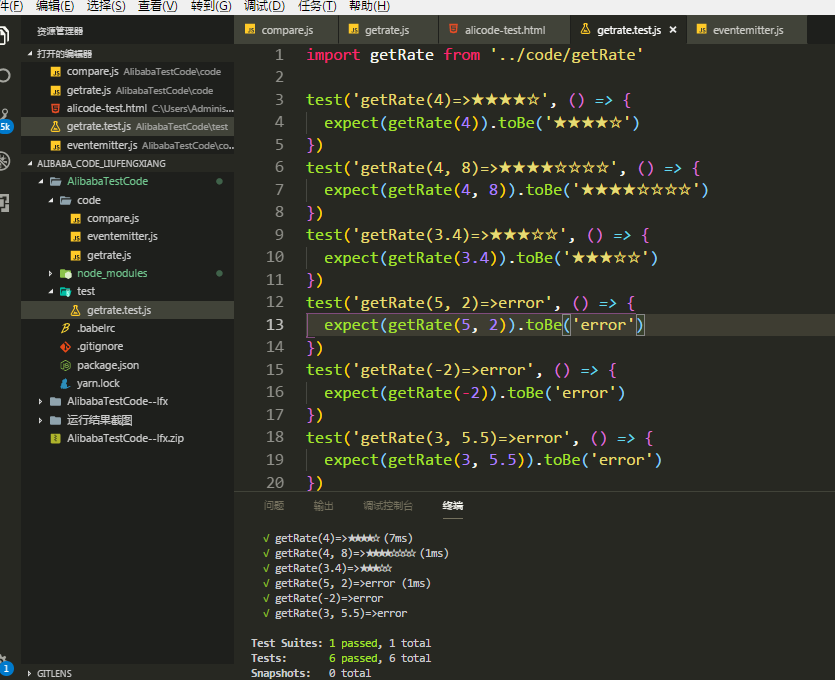 件(F) 编辑(E) 选择(S) 查看(V) 转到(G) 调试(D) 任务(T) 帮助(H)
资源管理器
打开的编辑器
compare.js AlibabaTestCode\code
getrate.js AlibabaTestCode\code
alicode-test.html C:\Users\Adminis...
getrate.test.js AlibabaTestCode\test
eventemitter.js AlibabaTestCode\co...
ALIBABA_CODE_LIUFENGXIANG
AlibabaTestCode
code
compare.js
eventemitter.js
getrate.js
node_modules
test
getrate.test.js
.babelrc
.gitignore
package.json
yarn.lock
AlibabaTestCode--lfx
运行结果截图
AlibabaTestCode--lfx.zip
GITLENS
5k
1
compare.js getrate.js alicode-test.html getrate.test.js × eventemitter.js
1 import getRate from '../code/getRate'
2
3 test('getRate(4)=>★★★★☆', () => {
4 expect(getRate(4)).toBe('★★★★☆')
5 })
6 test('getRate(4, 8)=>★★★★☆☆☆☆', () => {
7 expect(getRate(4, 8)).toBe('★★★★☆☆☆☆')
8 })
9 test('getRate(3.4)=>★★★☆☆', () => {
10 expect(getRate(3.4)).toBe('★★★☆☆')
11 })
12 test('getRate(5, 2)=>error', () => {
13 expect(getRate(5, 2)).toBe('error')
14 })
15 test('getRate(-2)=>error', () => {
16 expect(getRate(-2)).toBe('error')
17 })
18 test('getRate(3, 5.5)=>error', () => {
19 expect(getRate(3, 5.5)).toBe('error')
20 })
问题 输出 调试控制台 终端
√ getRate(4)=>★★★★☆ (7ms)
√ getRate(4, 8)=>★★★★☆☆☆☆ (1ms)
√ getRate(3.4)=>★★★☆☆
√ getRate(5, 2)=>error (1ms)
√ getRate(-2)=>error
√ getRate(3, 5.5)=>error
Test Suites: 1 passed, 1 total
Tests: 6 passed, 6 total
Snapshots: 0 total